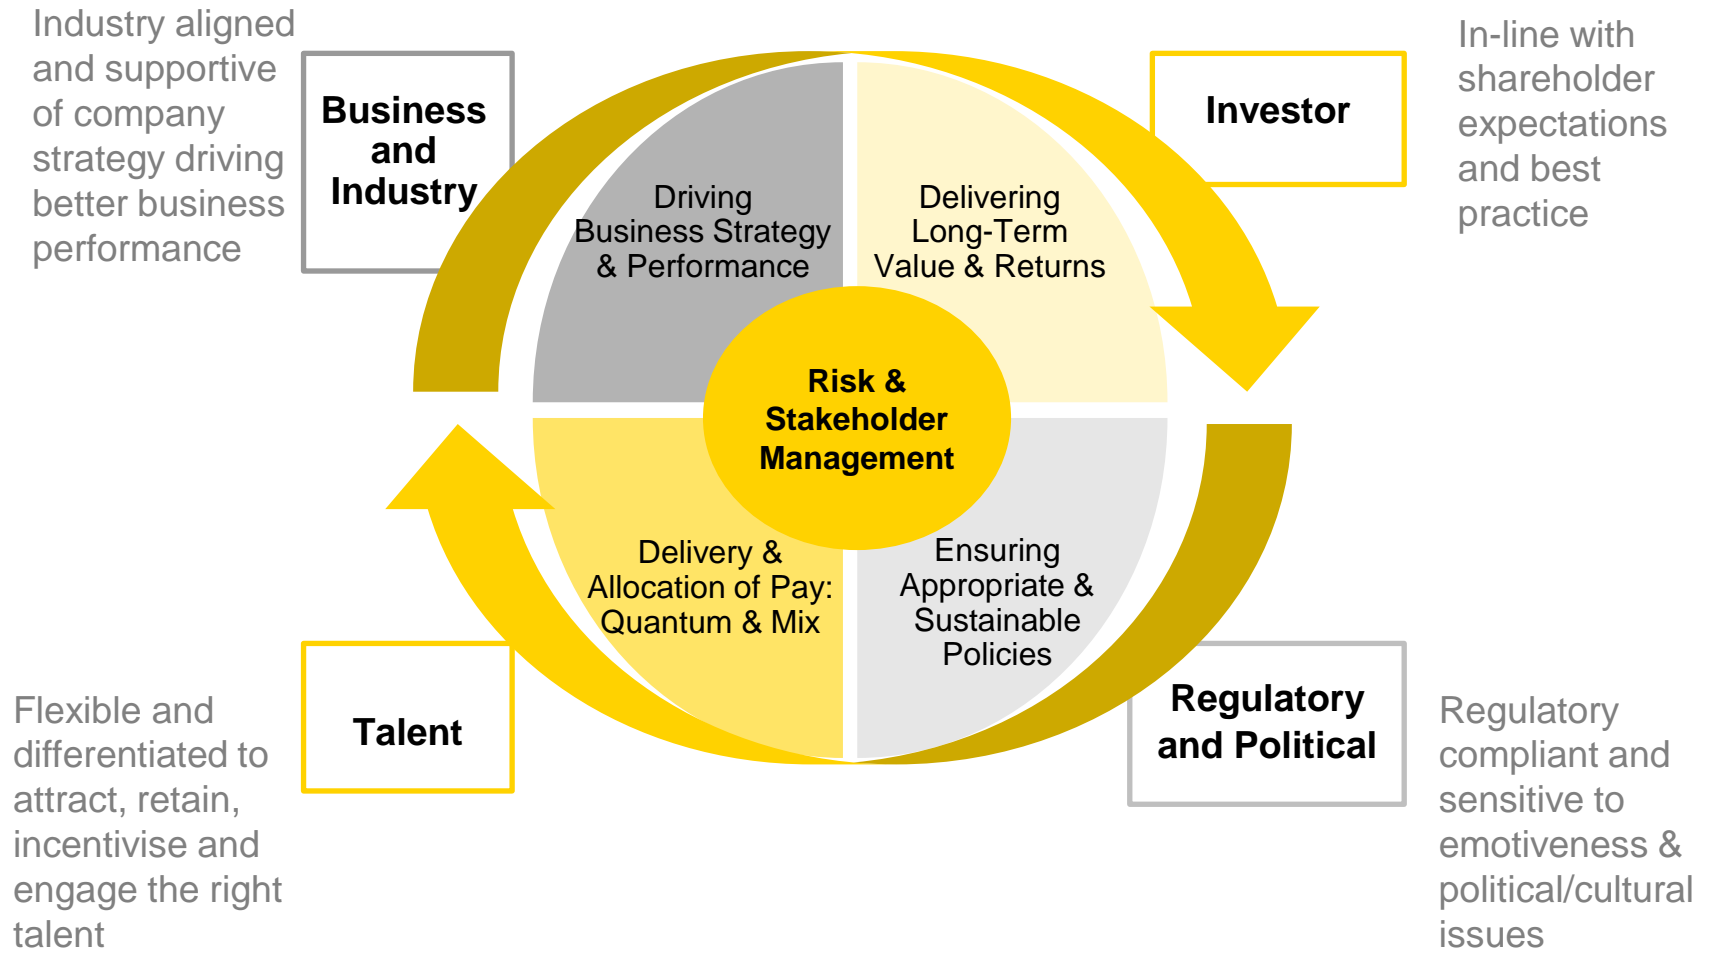 Industry aligned
and supportive
of company
strategy driving
better business
performance
Business
and
Industry
Driving
Business Strategy
& Performance
Delivering
Long-Term
Value & Returns
Investor
In-line with
shareholder
expectations
and best
practice
Risk &
Stakeholder
Management
Flexible and
differentiated to
attract, retain,
incentivise and
engage the right
talent
Talent
Delivery &
Allocation of Pay:
Quantum & Mix
Ensuring
Appropriate &
Sustainable
Policies
Regulatory
and Political
Regulatory
compliant and
sensitive to
emotiveness &
political/cultural
issues